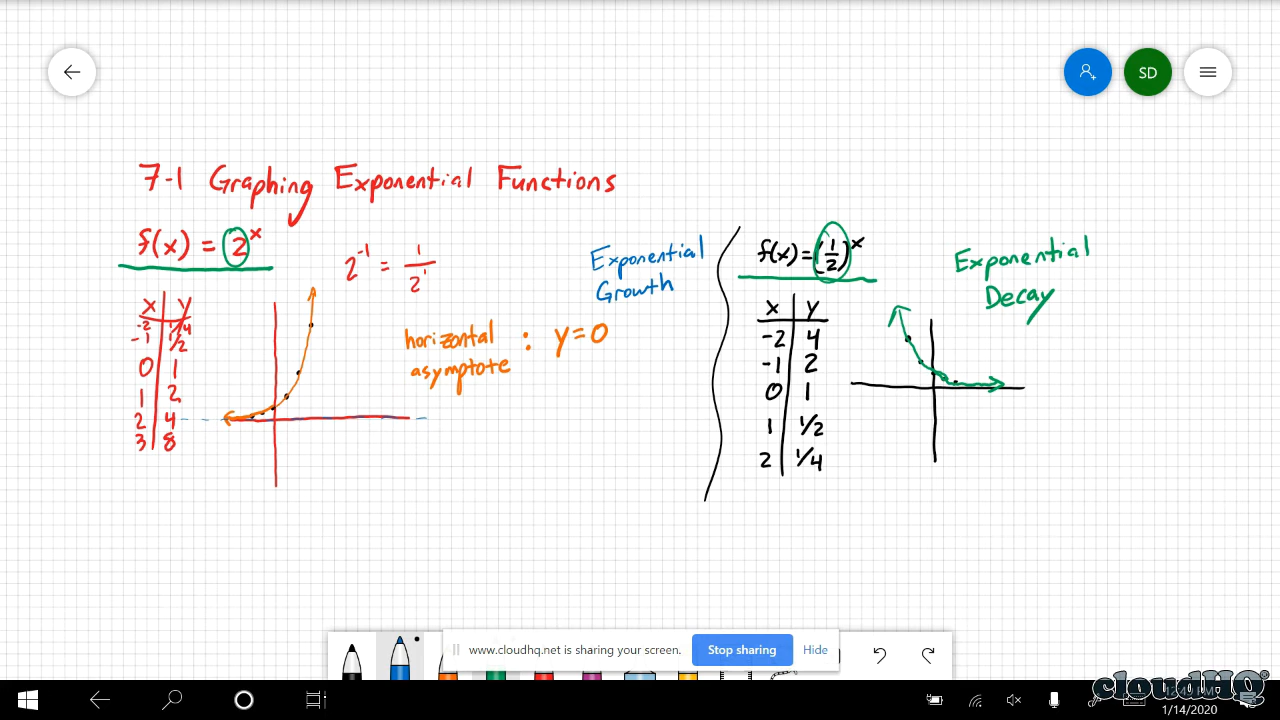 SD
7-1 Graphing Exponential Functions
f(x) = 2^x
2^-1 = 1/2^1
Exponential
Growth
x y
-2 1/4
-1 1/2
0 1
1 2
2 4
3 8
horizontal
asymptote : y=0
f(x)=(1/2)^x
Exponential
Decay
x y
-2 4
-1 2
0 1
1 1/2
2 1/4
www.cloudhq.net is sharing your screen.
Stop sharing
Hide
cloudHQ
1/14/2020